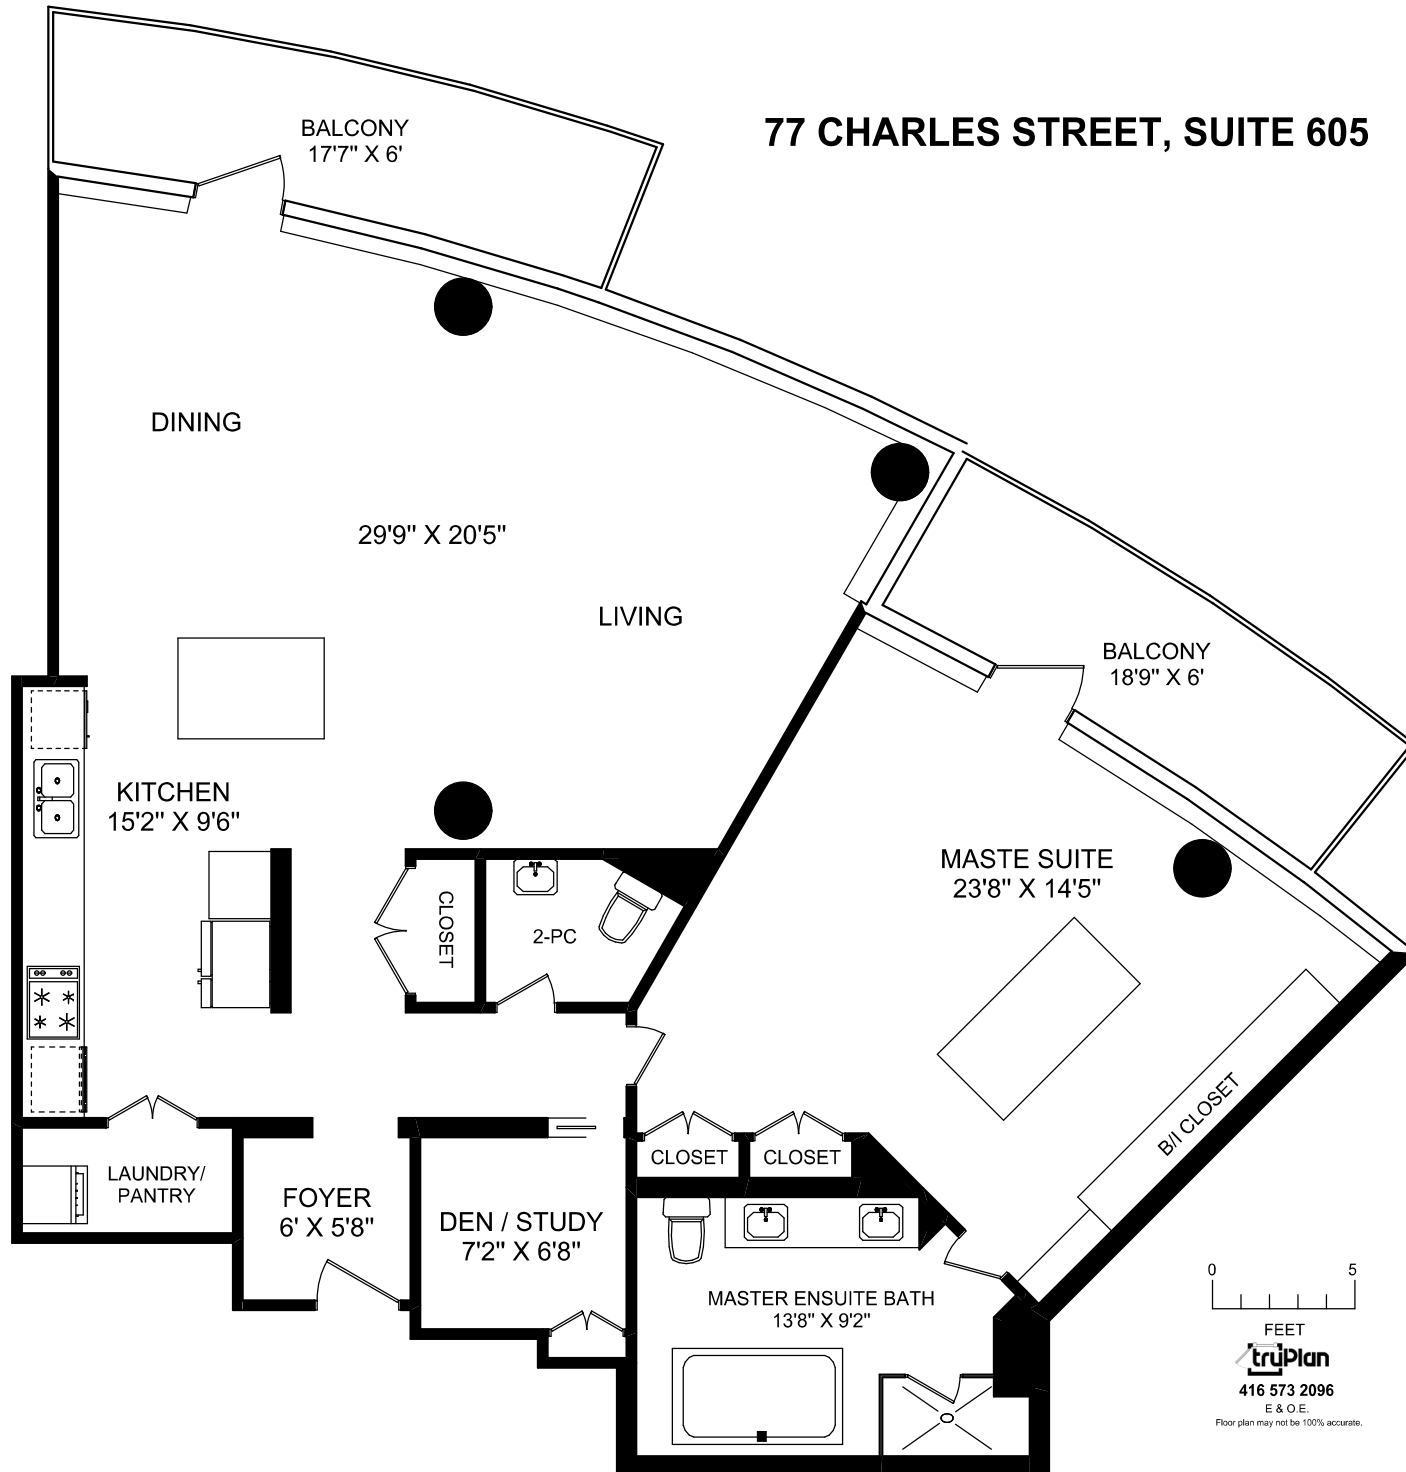 77 CHARLES STREET, SUITE 605
BALCONY
17'7" X 6'
DINING
29'9" X 20'5"
LIVING
BALCONY
18'9" X 6'
KITCHEN
15'2" X 9'6"
MASTE SUITE
23'8" X 14'5"
CLOSET
2-PC
B/I CLOSET
CLOSET
CLOSET
LAUNDRY/
PANTRY
FOYER
6' X 5'8"
DEN / STUDY
7'2" X 6'8"
MASTER ENSUITE BATH
13'8" X 9'2"
0 5
FEET
truPlan
416 573 2096
E & O.E.
Floor plan may not be 100% accurate.